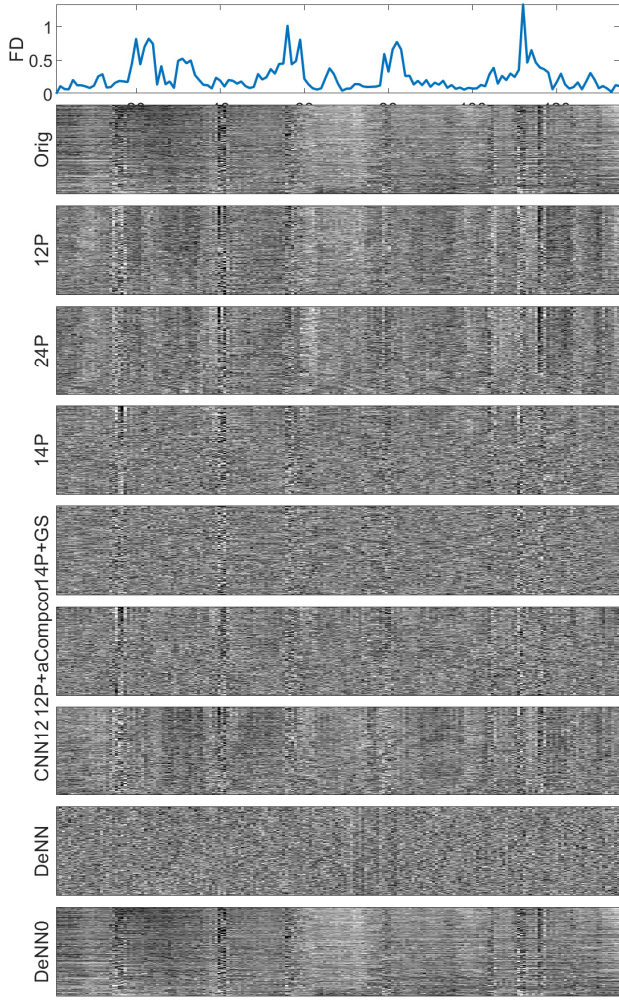 FD
1
0.5
0
Orig
12P
24P
14P
14P+GS
12P+aCompcor
CNN12
DeNN
DeNN0